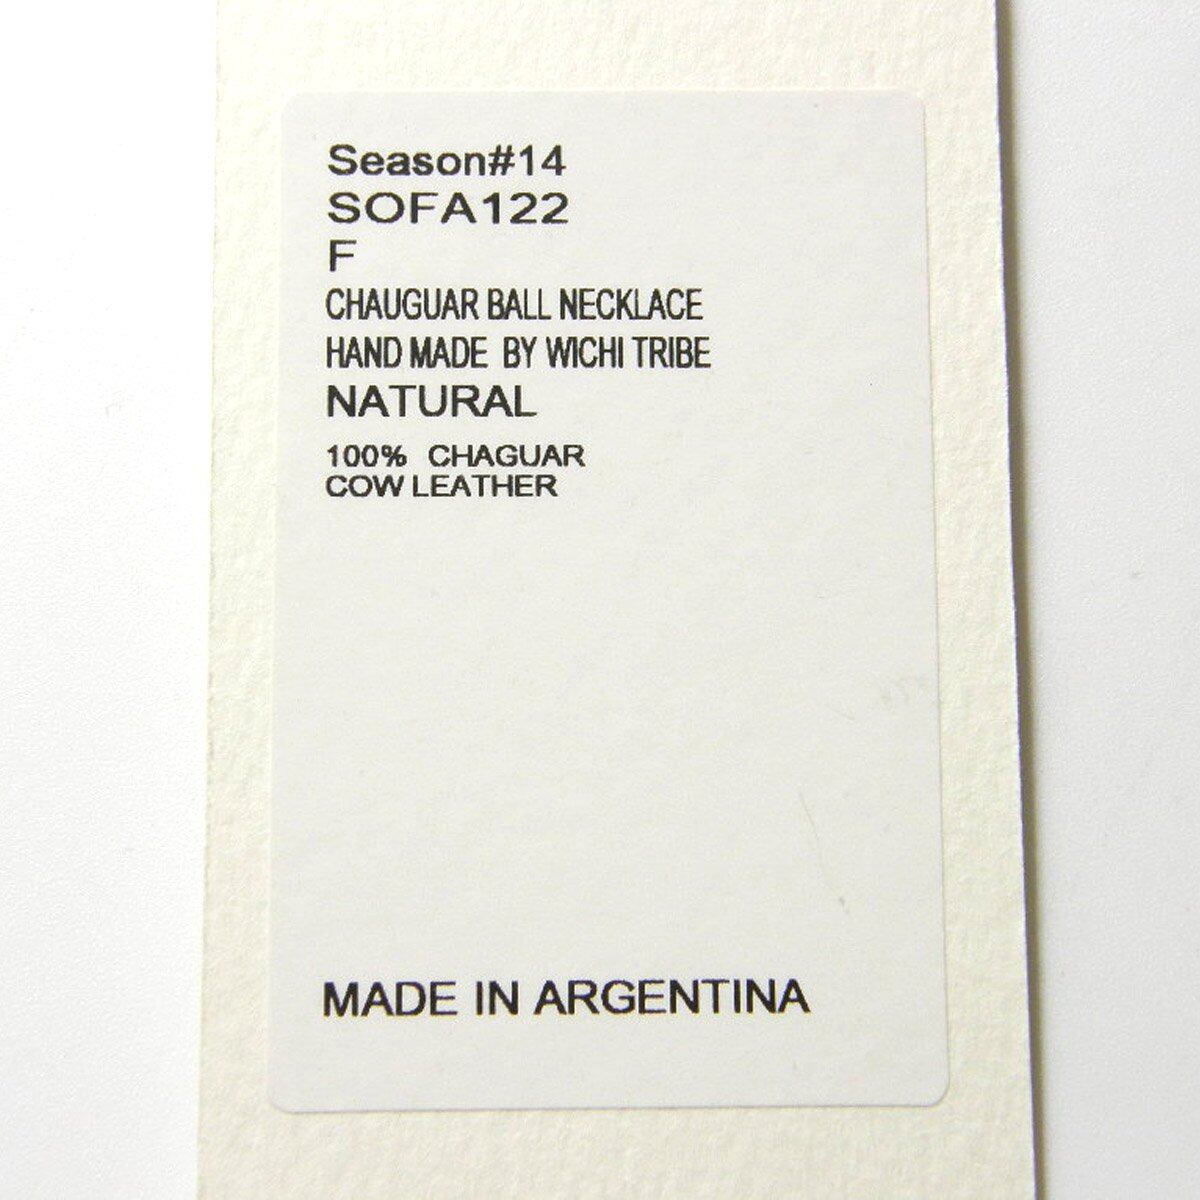 Season#14
SOFA122
F
CHAUGUAR BALL NECKLACE
HAND MADE BY WICHI TRIBE
NATURAL
100% CHAGUAR
COW LEATHER
MADE IN ARGENTINA